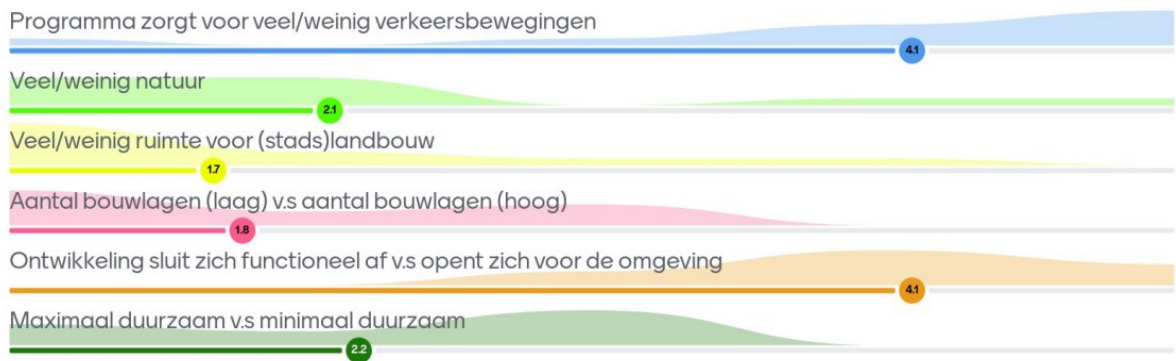 Programma zorgt voor veel/weinig verkeersbewegingen
4.1
Veel/weinig natuur
2.1
Veel/weinig ruimte voor (stads)landbouw
1.7
Aantal bouwlagen (laag) v.s aantal bouwlagen (hoog)
1.8
Ontwikkeling sluit zich functioneel af v.s opent zich voor de omgeving
4.1
Maximaal duurzaam v.s minimaal duurzaam
2.2